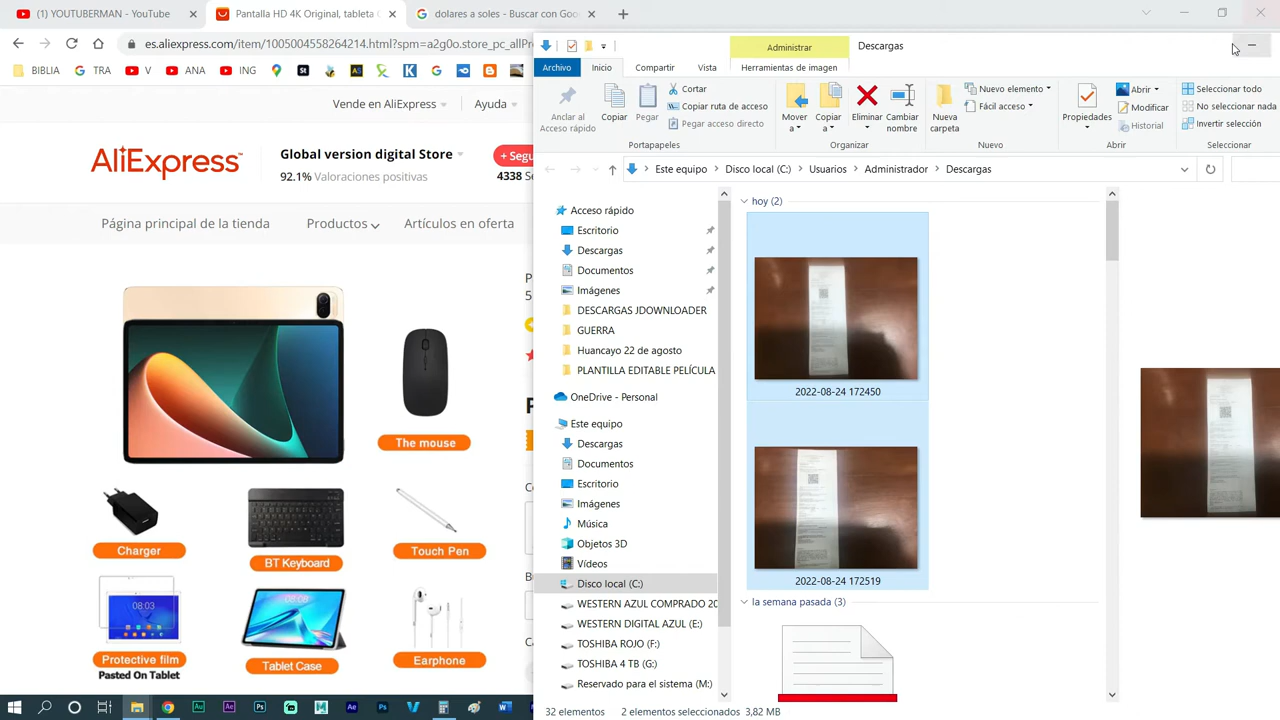 (1) YOUTUBERMAN - YouTube
Pantalla HD 4K Original, tableta (
dolares a soles - Buscar con Goo
es.aliexpress.com/item/1005004558264214.html?spm=a2g0o.store_pc_allPr
BIBLIA
TRA
V
ANA
ING
Vende en AliExpress
Ayuda
AliExpress
Global version digital Store
92.1% Valoraciones positivas
+ Segu
4338 Se
Página principal de la tienda
Productos
Artículos en oferta
The mouse
Charger
BT Keyboard
Touch Pen
08:03
Protective film
Pasted On Tablet
Tablet Case
Earphone
Administrar
Descargas
Archivo
Inicio
Compartir
Vista
Herramientas de imagen
Anclar al
Acceso rápido
Copiar
Pegar
Cortar
Copiar ruta de acceso
Pegar acceso directo
Portapapeles
Mover
a
Copiar
a
Eliminar
Cambiar
nombre
Organizar
Nueva
carpeta
Nuevo elemento
Fácil acceso
Nuevo
Propiedades
Abrir
Modificar
Historial
Abrir
Seleccionar todo
No seleccionar nada
Invertir selección
Seleccionar
Este equipo
Disco local (C:)
Usuarios
Administrador
Descargas
Acceso rápido
Escritorio
Descargas
Documentos
Imágenes
DESCARGAS JDOWNLOADER
GUERRA
Huancayo 22 de agosto
PLANTILLA EDITABLE PELÍCULA
OneDrive - Personal
Este equipo
Descargas
Documentos
Escritorio
Imágenes
Música
Objetos 3D
Vídeos
Disco local (C:)
WESTERN AZUL COMPRADO 20
WESTERN DIGITAL AZUL (E:)
TOSHIBA ROJO (F:)
TOSHIBA 4 TB (G:)
Reservado para el sistema (M:)
hoy (2)
2022-08-24 172450
2022-08-24 172519
la semana pasada (3)
32 elementos
2 elementos seleccionados 3,82 MB